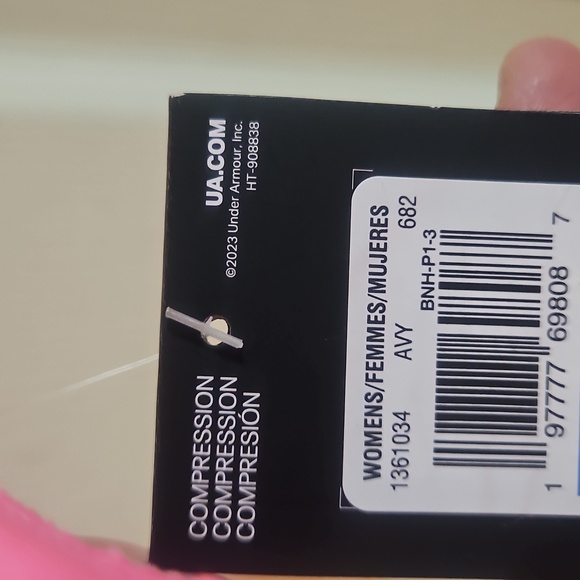 UA.COM
©2023 Under Armour, Inc.
HT-908838
COMPRESSION
COMPRESSION
COMPRESIÓN
WOMENS/FEMMES/MUJERES
1361034 AVY 682
BNH-P1-3
1 97777 69808 7